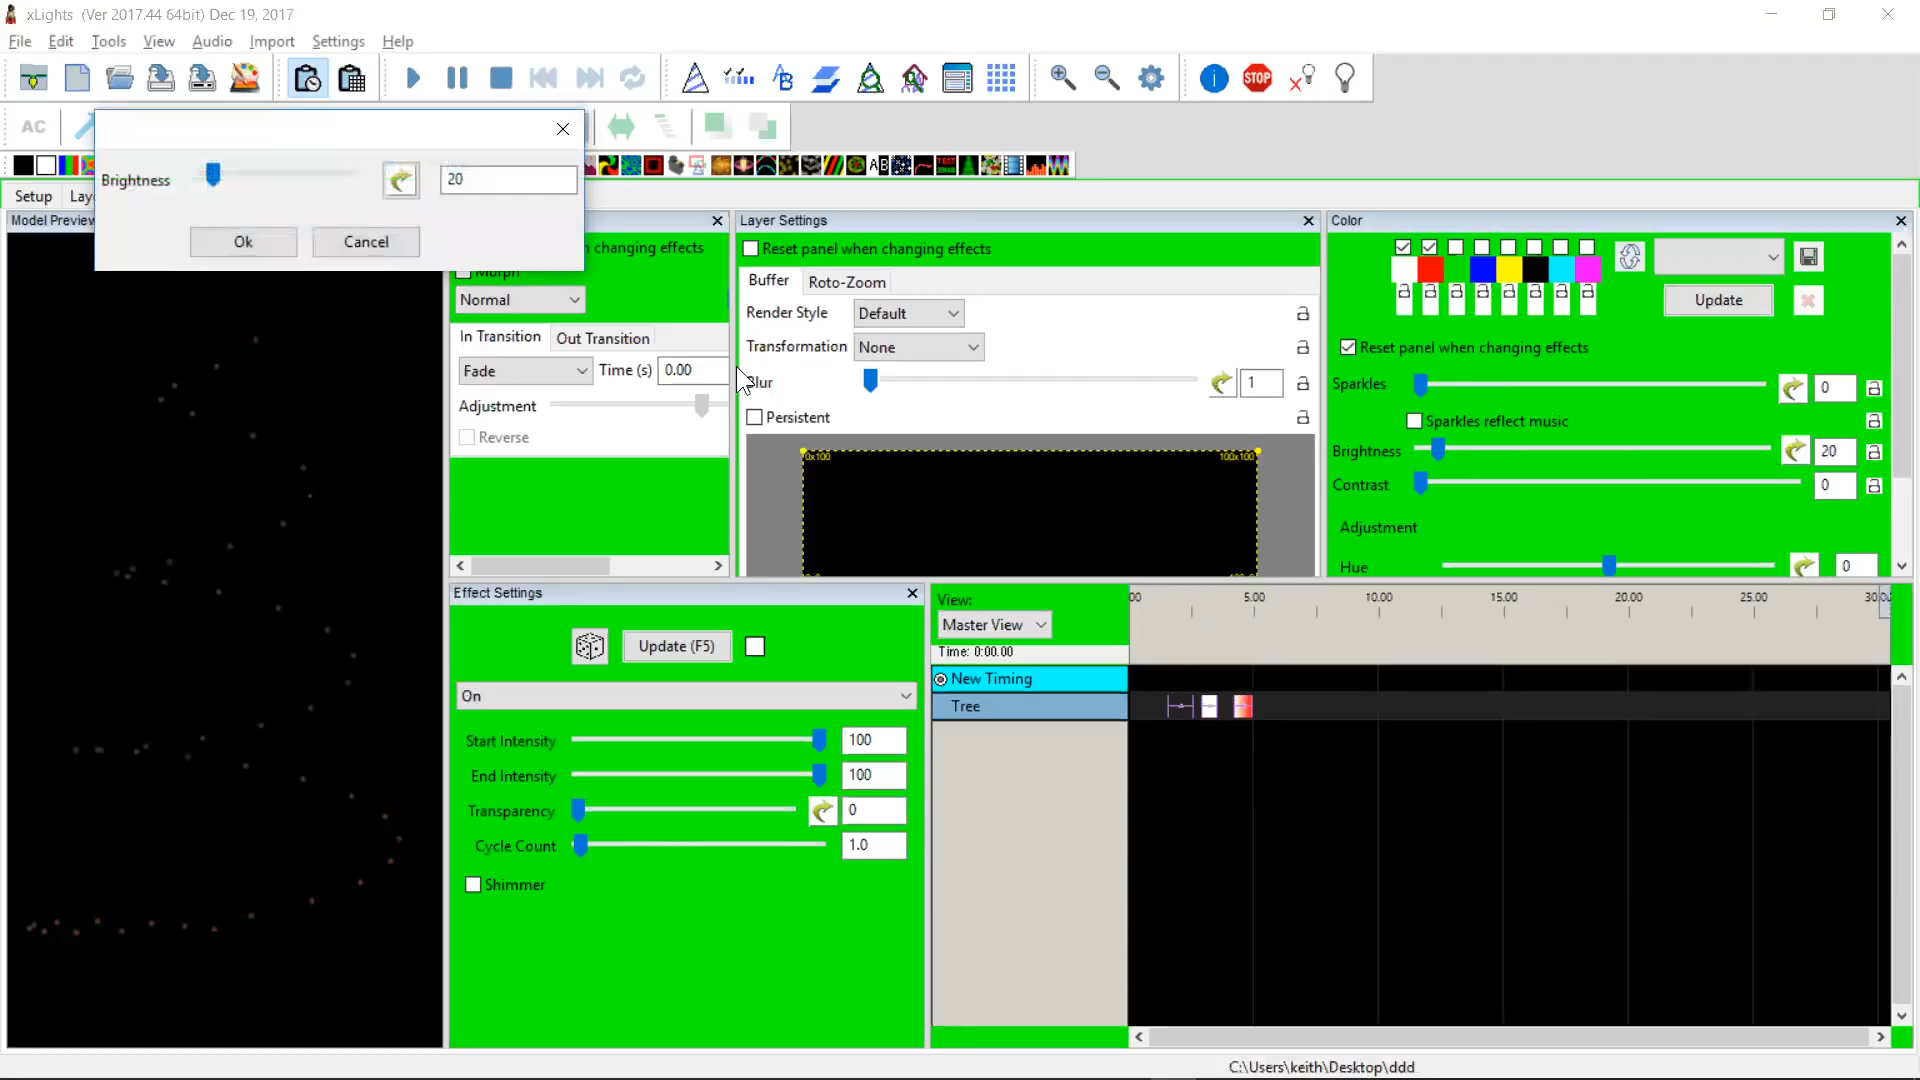 xLights (Ver 2017.44 64bit) Dec 19, 2017
File Edit Tools View Audio Import Settings Help
AC
Brightness 20
Ok Cancel
Setup
Model Preview
changing effects
Normal
In Transition Out Transition
Fade Time (s) 0.00
Adjustment
Reverse
Layer Settings
Reset panel when changing effects
Buffer Roto-Zoom
Render Style Default
Transformation None
Blur 1
Persistent
0x100 100x100
Color
Update
Reset panel when changing effects
Sparkles 0
Sparkles reflect music
Brightness 20
Contrast 0
Adjustment
Hue 0
Effect Settings
Update (F5)
On
Start Intensity 100
End Intensity 100
Transparency 0
Cycle Count 1.0
Shimmer
View:
Master View
Time: 0:00.00
New Timing
Tree
00 5.00 10.00 15.00 20.00 25.00
C:\Users\keith\Desktop\ddd